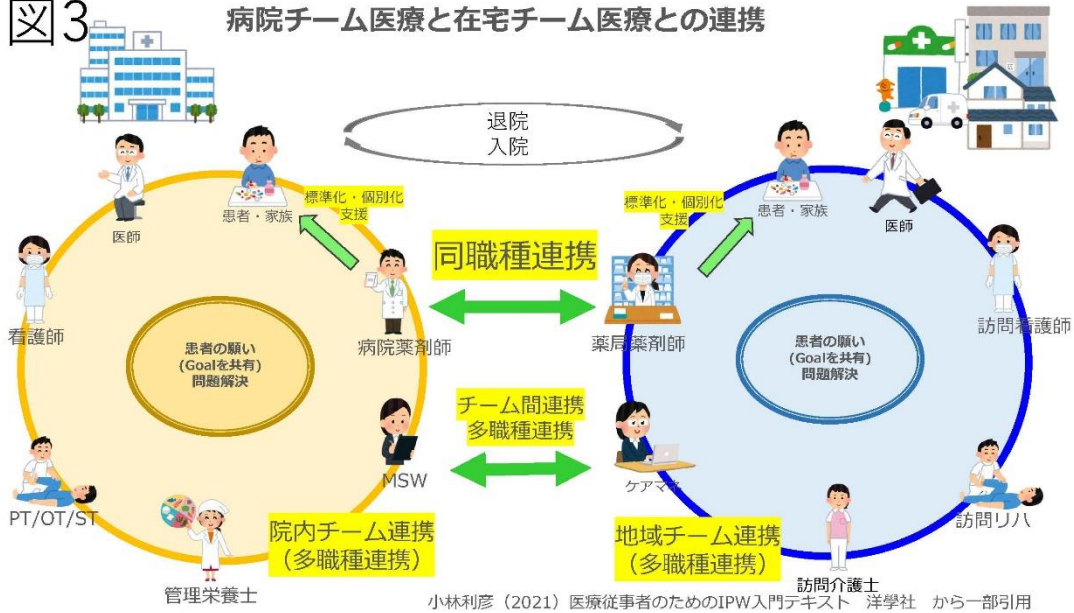 図3
病院チーム医療と在宅チーム医療との連携
退院
入院
医師
患者・家族
標準化・個別化
支援
看護師
病院薬剤師
患者の願い
(Goalを共有)
問題解決
PT/OT/ST
MSW
管理栄養士
院内チーム連携
(多職種連携)
同職種連携
チーム間連携
多職種連携
標準化・個別化
支援
患者・家族
医師
薬局薬剤師
訪問看護師
患者の願い
(Goalを共有)
問題解決
ケアマネ
訪問リハ
地域チーム連携
(多職種連携)
訪問介護士
小林利彦(2021)医療従事者のためのIPW入門テキスト 洋學社 から一部引用